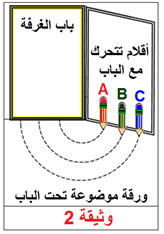 باب الغرفة
أقلام تتحرك
مع الباب
A B C
ورقة موضوعة تحت الباب
وثيقة 2